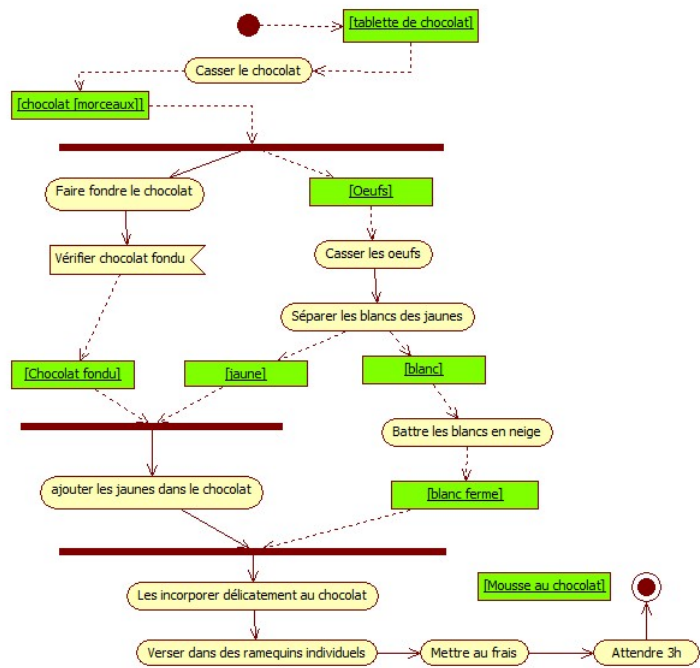 [tablette de chocolat]
Casser le chocolat
[chocolat [morceaux]]
Faire fondre le chocolat
[Oeufs]
Vérifier chocolat fondu
Casser les oeufs
Séparer les blancs des jaunes
[Chocolat fondu]
[jaune]
[blanc]
Battre les blancs en neige
ajouter les jaunes dans le chocolat
[blanc ferme]
Les incorporer délicatement au chocolat
[Mousse au chocolat]
Verser dans des ramequins individuels
Mettre au frais
Attendre 3h